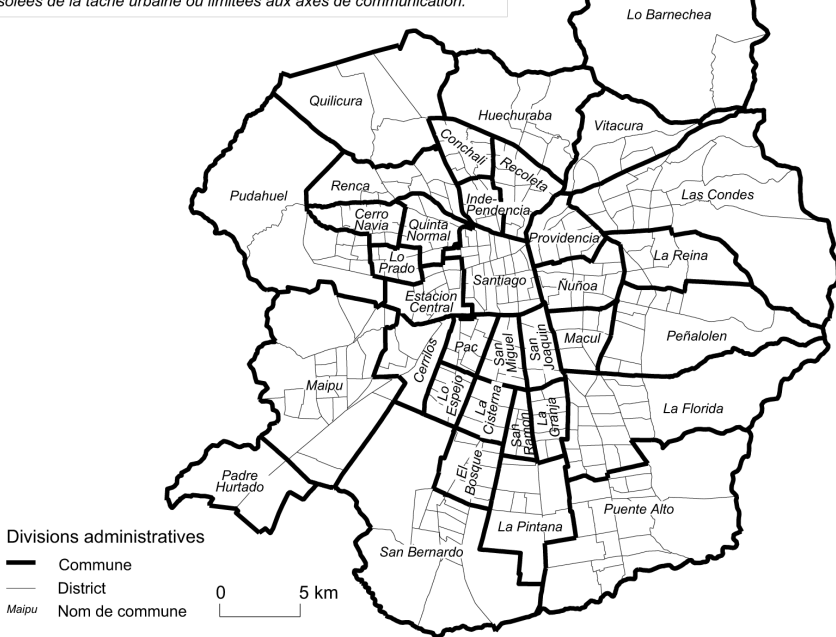 solées de la tache urbaine ou limitées aux axes de communication.
Lo Barnechea
Quilicura
Huechuraba
Vitacura
Conchali
Recoleta
Renca
Pudahuel
Las Condes
Inde-
Pendencia
Cerro
Navia
Quinta
Normal
Providencia
La Reina
Lo
Prado
Santiago
Ñuñoa
Estacion
Central
Macul
Peñalolen
Pac
San
Miguel
San
Joaquin
Cerrilos
Maipu
Lo
Espejo
La
Cisterna
San
Ramon
La
Granja
La Florida
Padre
Hurtado
El
Bosque
Puente Alto
La Pintana
San Bernardo
Divisions administratives
Commune
District
Maipu Nom de commune
0 5 km